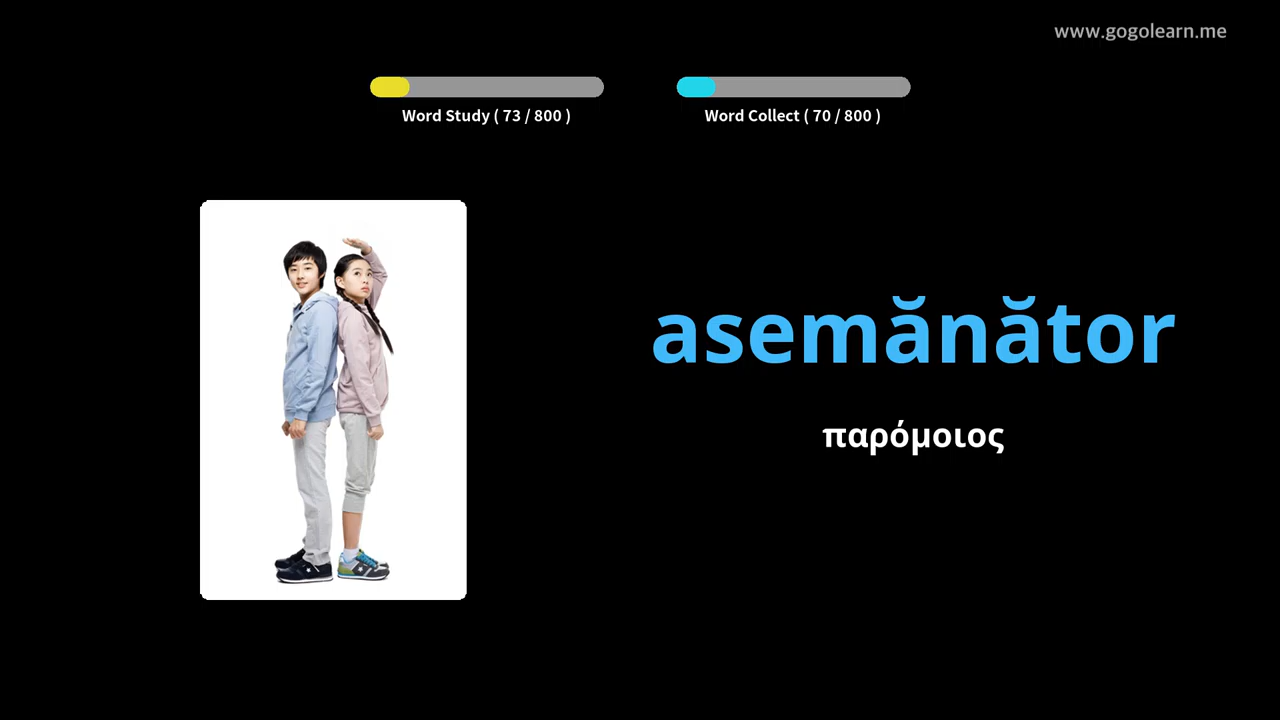 www.gogolearn.me
Word Study ( 73 / 800 )
Word Collect ( 70 / 800 )
asemănător
παρόμοιος